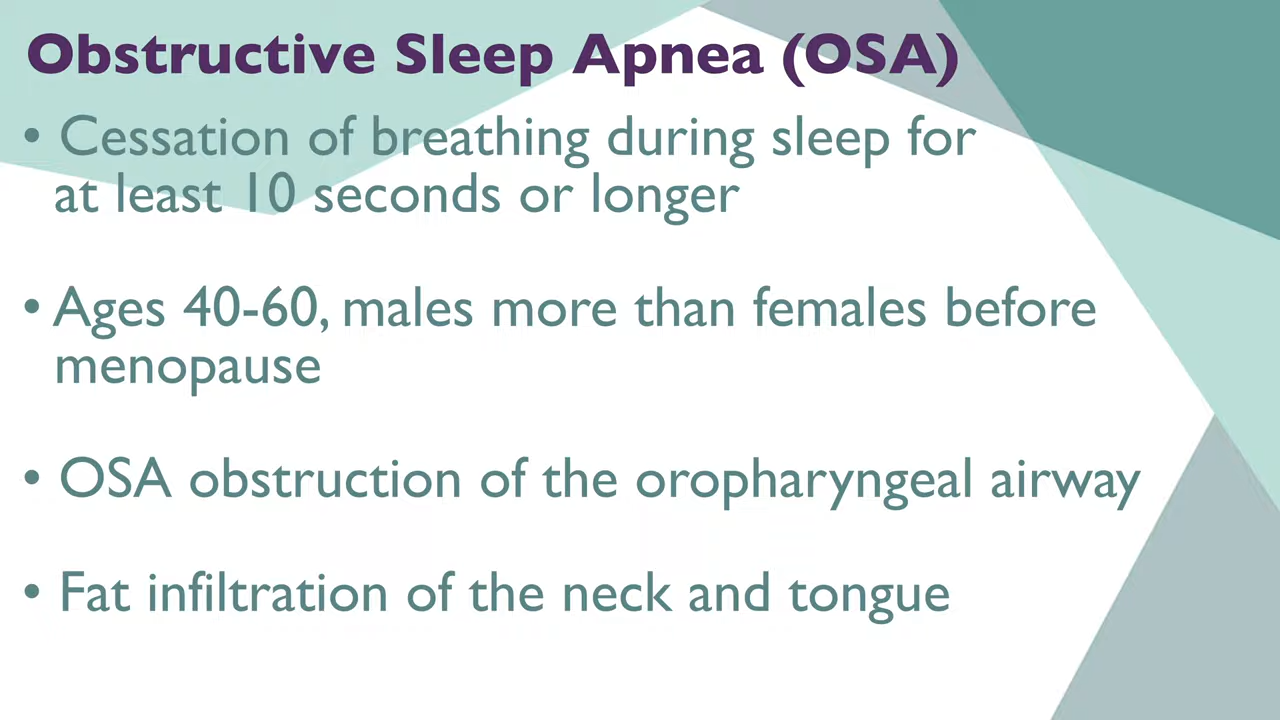 Obstructive Sleep Apnea (OSA)
• Cessation of breathing during sleep for
at least 10 seconds or longer
• Ages 40-60, males more than females before
menopause
• OSA obstruction of the oropharyngeal airway
• Fat infiltration of the neck and tongue